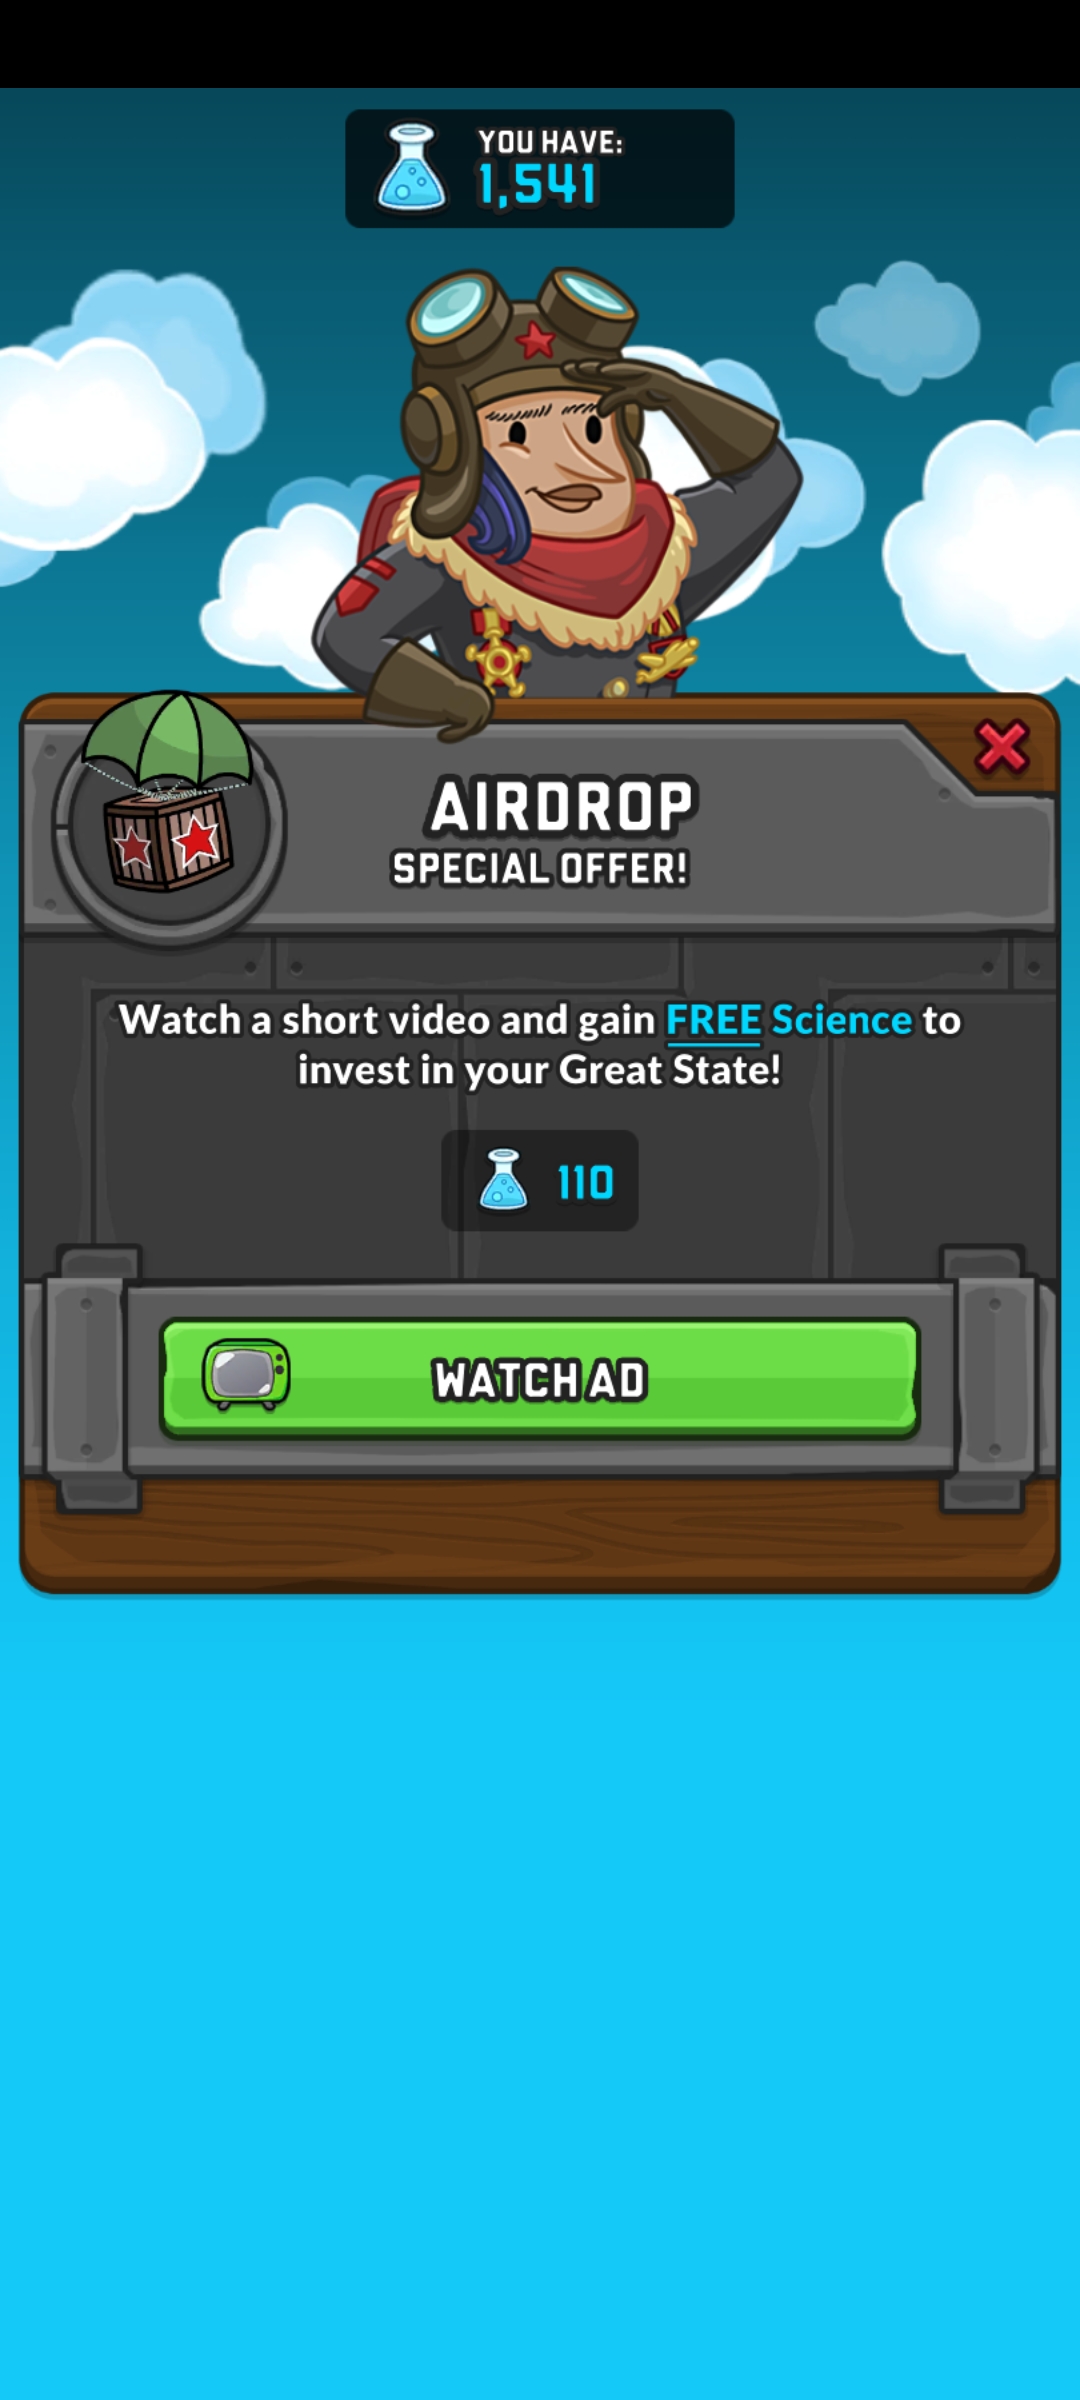 YOU HAVE:
1,541
AIRDROP
SPECIAL OFFER!
Watch a short video and gain FREE Science to
invest in your Great State!
110
WATCH AD